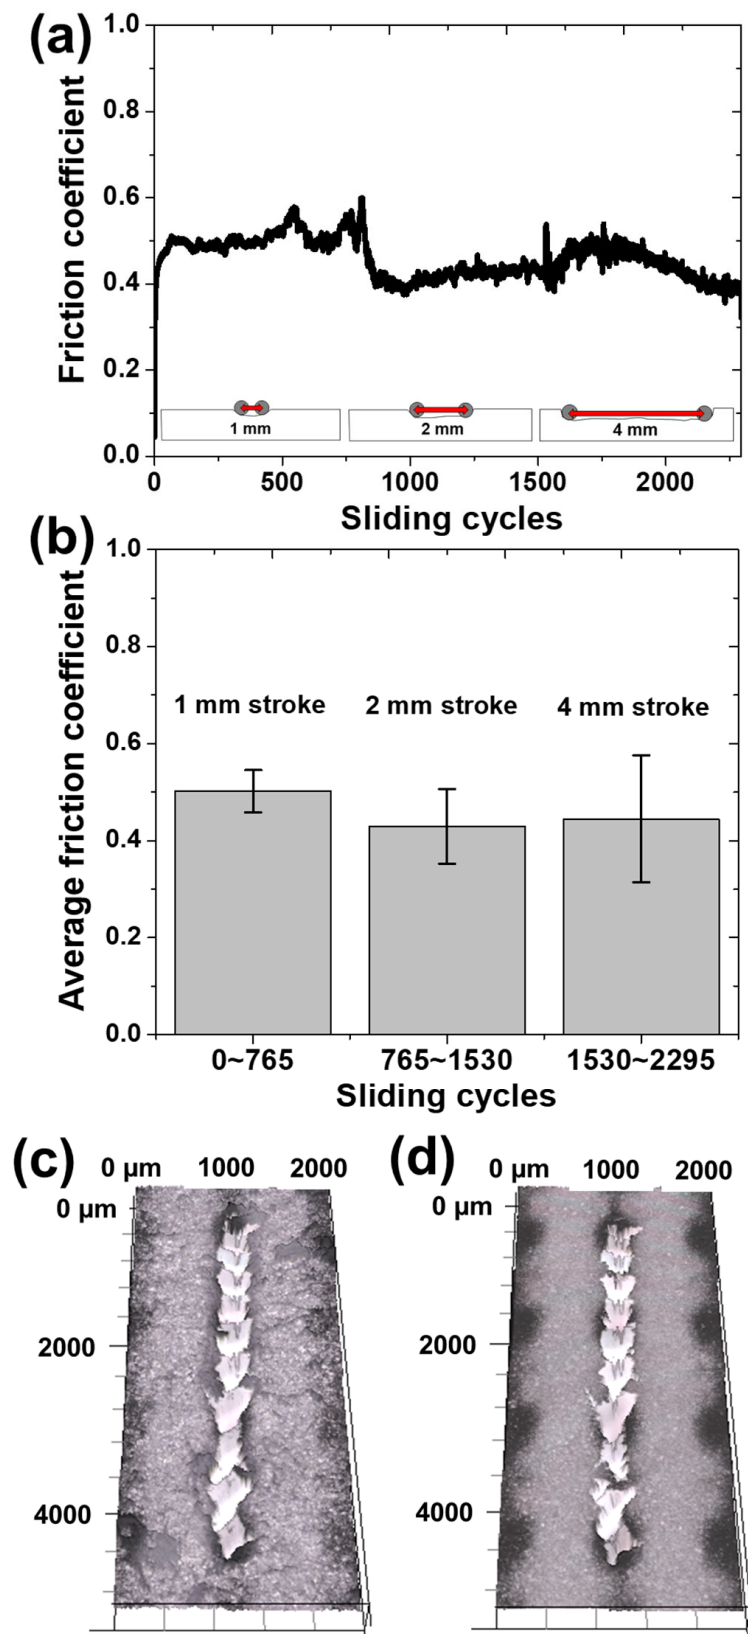 (a)
Friction coefficient
1.0
0.8
0.6
0.4
0.2
0.0
1 mm
2 mm
4 mm
0 500 1000 1500 2000
Sliding cycles
(b)
Average friction coefficient
1.0
0.8
0.6
0.4
0.2
0.0
1 mm stroke 2 mm stroke 4 mm stroke
0~765 765~1530 1530~2295
Sliding cycles
(c)
0 μm 1000 2000
0 μm
2000
4000
(d)
0 μm 1000 2000
0 μm
2000
4000